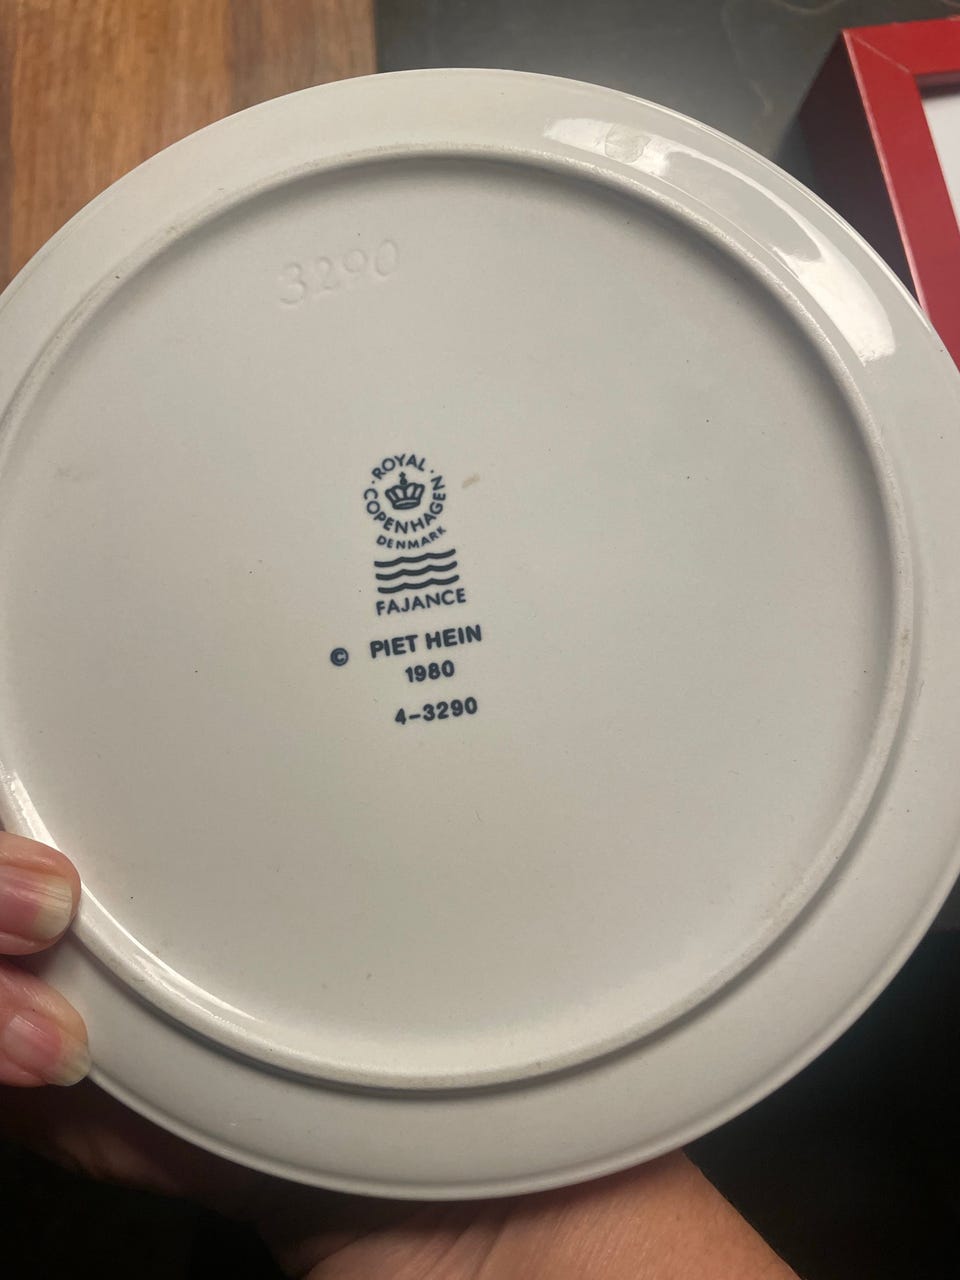 3290
ROYAL
COPENHAGEN
DENMARK
FAJANCE
© PIET HEIN
1980
4-3290